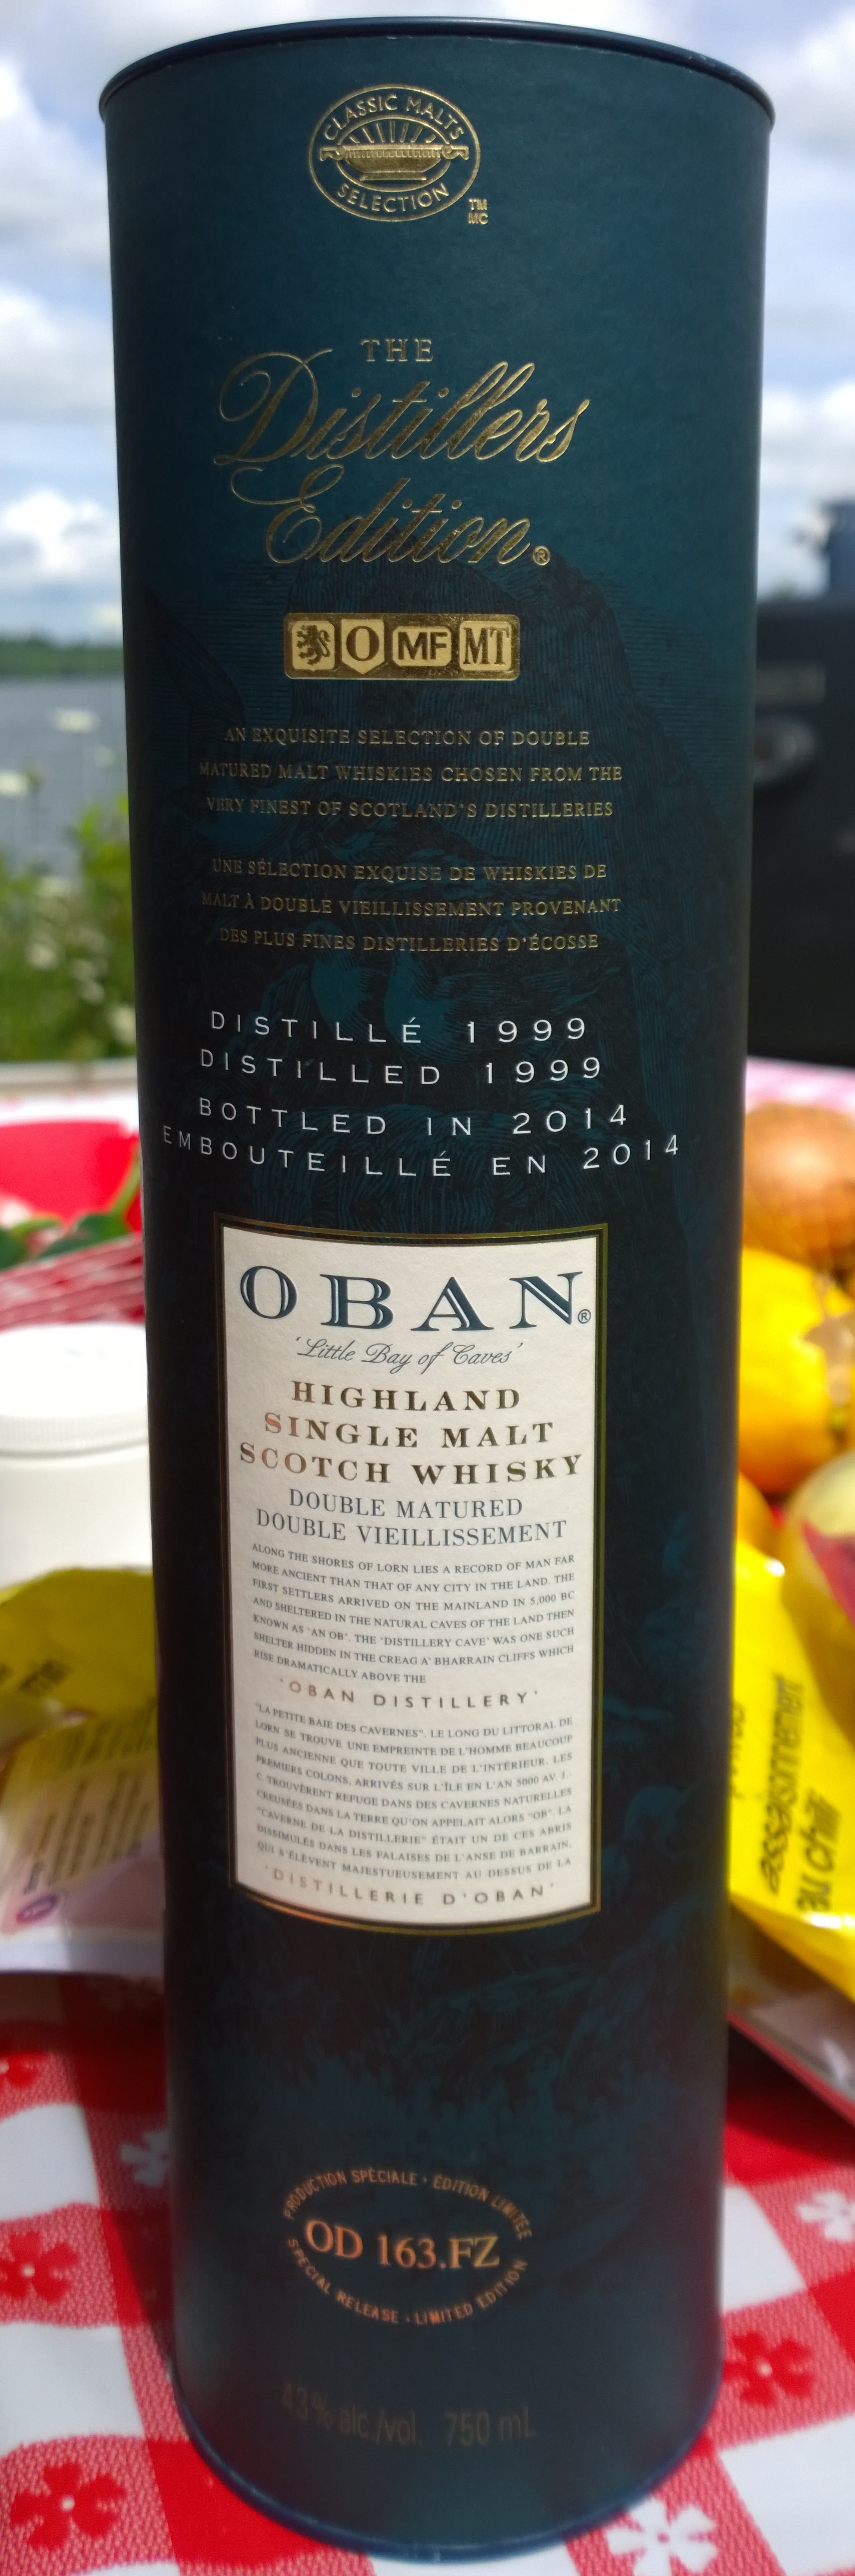 CLASSIC MALTS
SELECTION
TM
MC
THE
Distillers
Edition®
O MF MT
AN EXQUISITE SELECTION OF DOUBLE
MATURED MALT WHISKIES CHOSEN FROM THE
VERY FINEST OF SCOTLAND'S DISTILLERIES
UNE SÉLECTION EXQUISE DE WHISKIES DE
MALT À DOUBLE VIEILLISSEMENT PROVENANT
DES PLUS FINES DISTILLERIES D'ÉCOSSE
DISTILLÉ 1999
DISTILLED 1999
BOTTLED IN 2014
EMBOUTEILLÉ EN 2014
OBAN®
'Little Bay of Caves'
HIGHLAND
SINGLE MALT
SCOTCH WHISKY
DOUBLE MATURED
DOUBLE VIEILLISSEMENT
ALONG THE SHORES OF LORN LIES A RECORD OF MAN FAR
MORE ANCIENT THAN THAT OF ANY CITY IN THE LAND. THE
FIRST SETTLERS ARRIVED ON THE MAINLAND IN 5,000 BC
AND SHELTERED IN THE NATURAL CAVES OF THE LAND THEN
KNOWN AS 'AN OB'. THE 'DISTILLERY CAVE' WAS ONE SUCH
SHELTER HIDDEN IN THE CREAG A' BHARRAIN CLIFFS WHICH
RISE DRAMATICALLY ABOVE THE
'OBAN DISTILLERY'
"LA PETITE BAIE DES CAVERNES". LE LONG DU LITTORAL DE
LORN SE TROUVE UNE EMPREINTE DE L'HOMME BEAUCOUP
PLUS ANCIENNE QUE TOUTE VILLE DE L'INTÉRIEUR. LES
PREMIERS COLONS, ARRIVÉS SUR L'ÎLE EN L'AN 5000 AV J.-
C. TROUVÈRENT REFUGE DANS DES CAVERNES NATURELLES
CREUSÉES DANS LA TERRE QU'ON APPELAIT ALORS "OB". LA
"CAVERNE DE LA DISTILLERIE" ÉTAIT UN DE CES ABRIS
DISSIMULÉS DANS LES FALAISES DE L'ANSE DE BARRAIN,
QUI S'ÉLÈVENT MAJESTUEUSEMENT AU DESSUS DE LA
'DISTILLERIE D'OBAN'
PRODUCTION SPÉCIALE · ÉDITION LIMITÉE
OD 163.FZ
SPECIAL RELEASE · LIMITED EDITION
43% alc./vol. 750 mL
assaisonnement
au chili